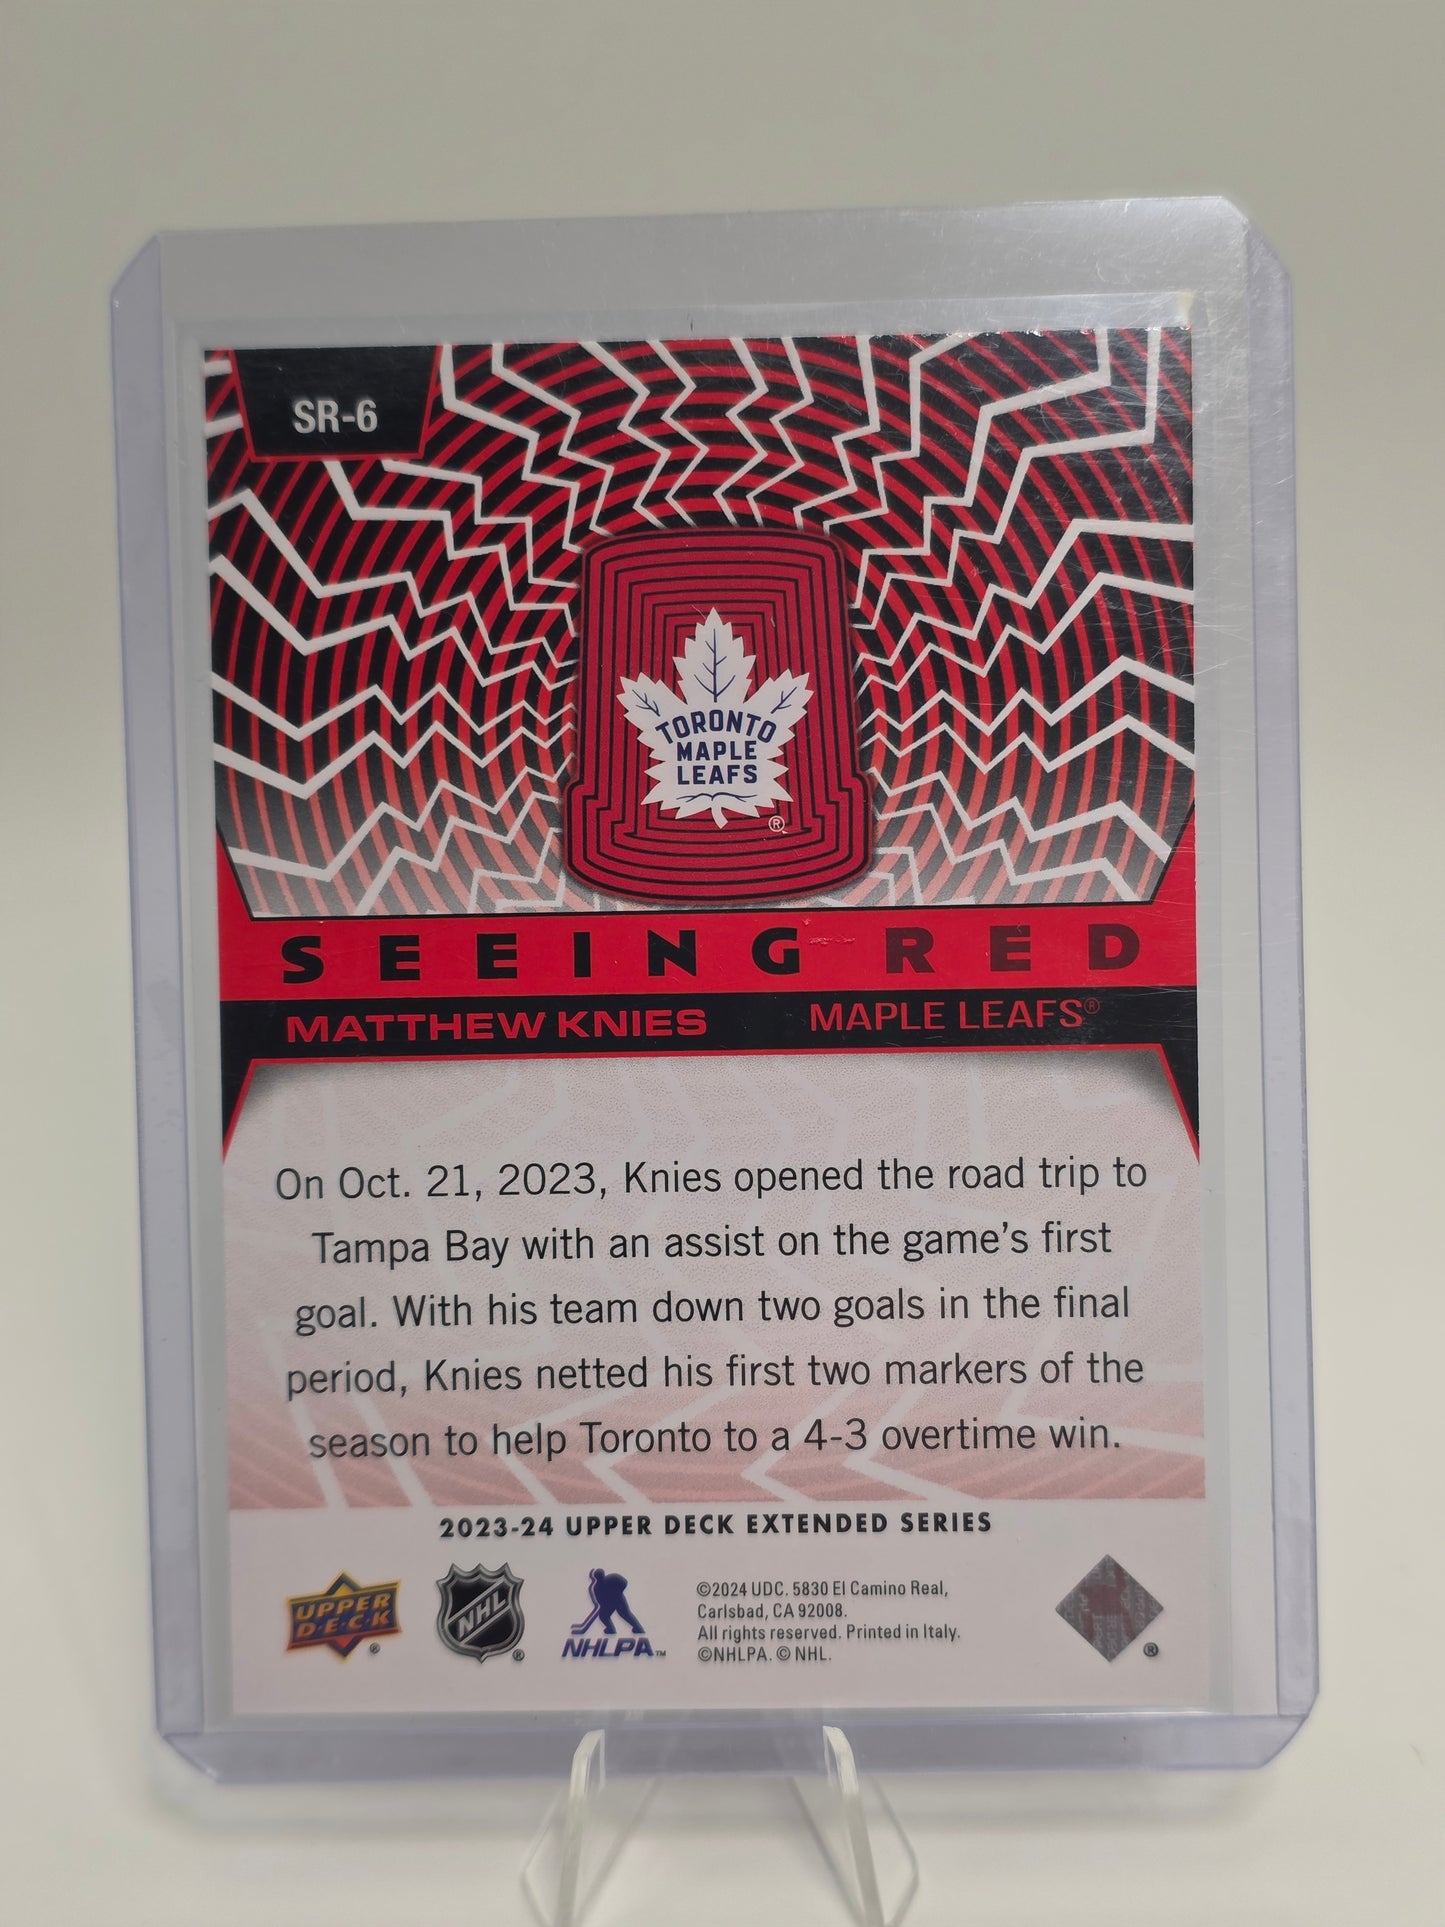 SR-6
TORONTO
MAPLE
LEAFS
®
SEEING RED
MATTHEW KNIES MAPLE LEAFS®
On Oct. 21, 2023, Knies opened the road trip to
Tampa Bay with an assist on the game's first
goal. With his team down two goals in the final
period, Knies netted his first two markers of the
season to help Toronto to a 4-3 overtime win.
2023-24 UPPER DECK EXTENDED SERIES
UPPER
DECK
®
NHL
®
NHLPA™
©2024 UDC. 5830 El Camino Real,
Carlsbad, CA 92008.
All rights reserved. Printed in Italy.
©NHLPA. © NHL.
®